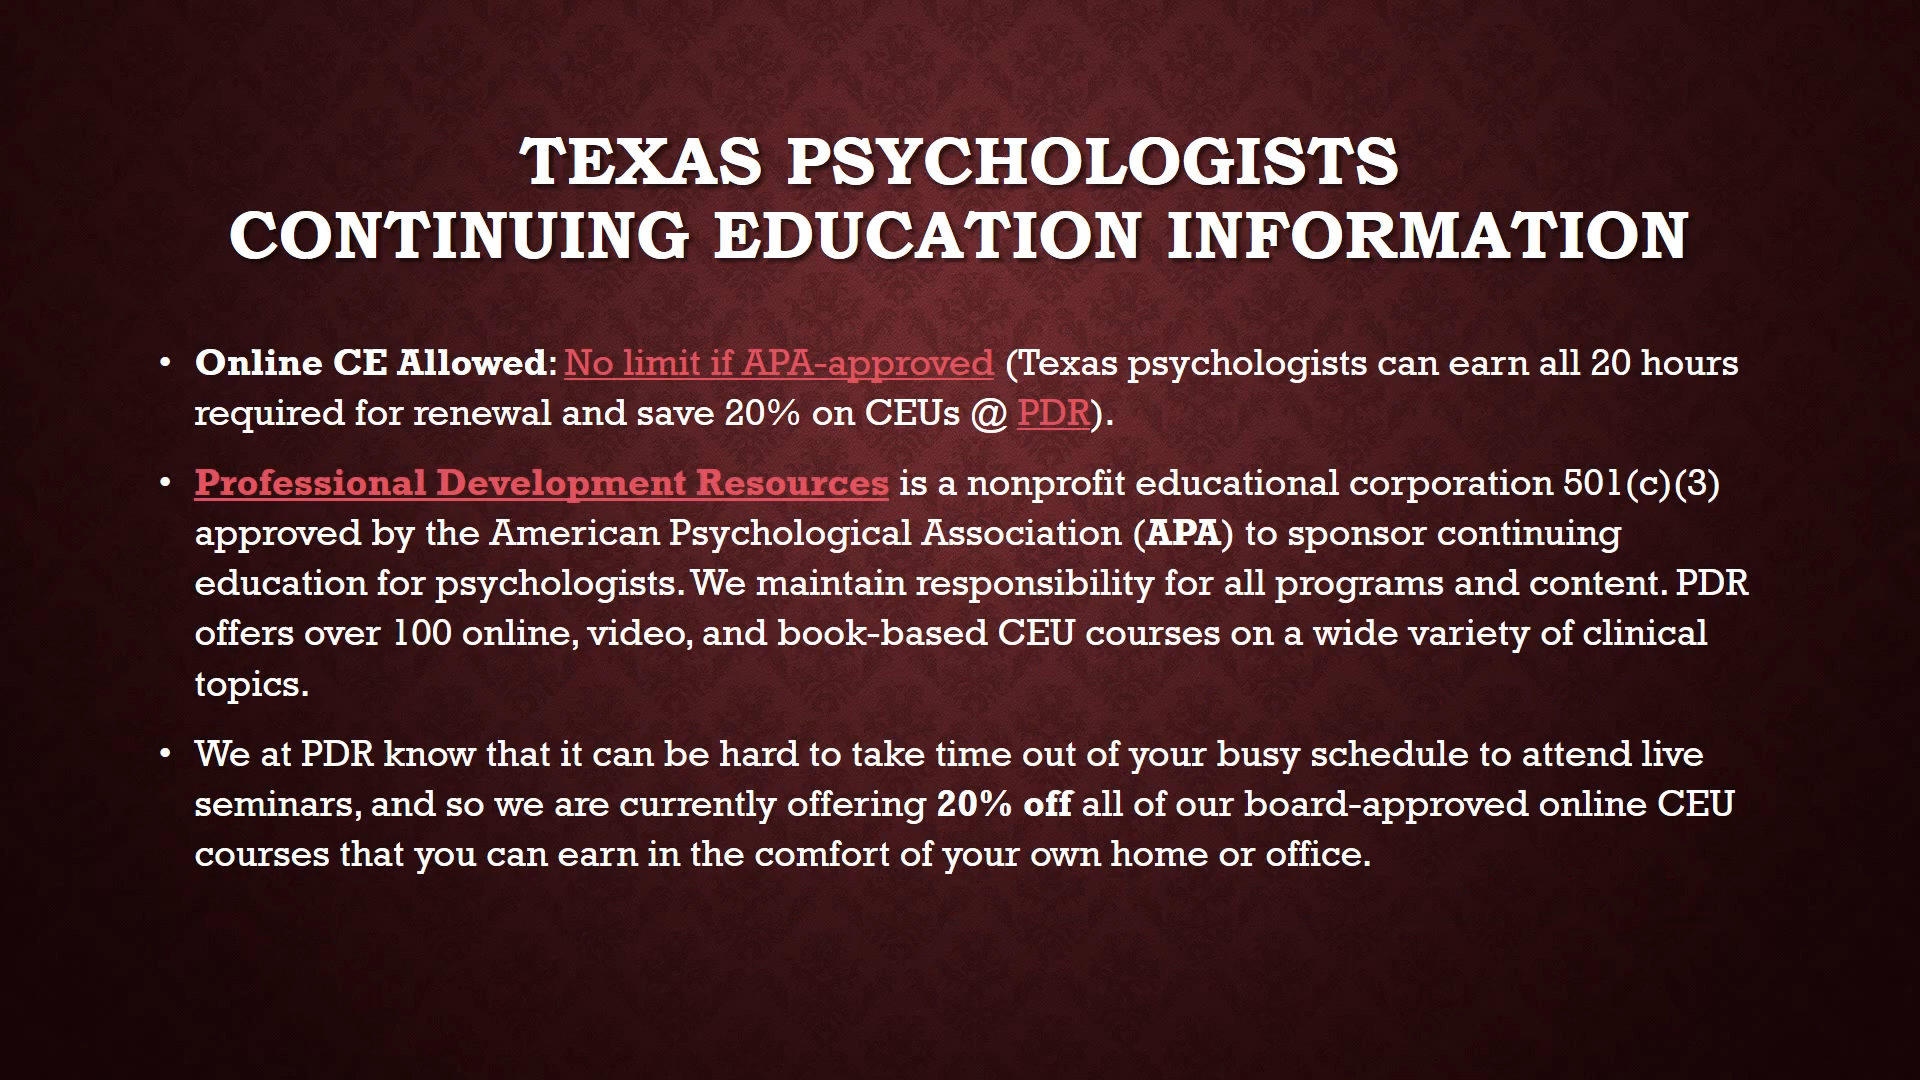 TEXAS PSYCHOLOGISTS
CONTINUING EDUCATION INFORMATION
• Online CE Allowed: No limit if APA-approved (Texas psychologists can earn all 20 hours
required for renewal and save 20% on CEUs @ PDR).
• Professional Development Resources is a nonprofit educational corporation 501(c)(3)
approved by the American Psychological Association (APA) to sponsor continuing
education for psychologists. We maintain responsibility for all programs and content. PDR
offers over 100 online, video, and book-based CEU courses on a wide variety of clinical
topics.
• We at PDR know that it can be hard to take time out of your busy schedule to attend live
seminars, and so we are currently offering 20% off all of our board-approved online CEU
courses that you can earn in the comfort of your own home or office.